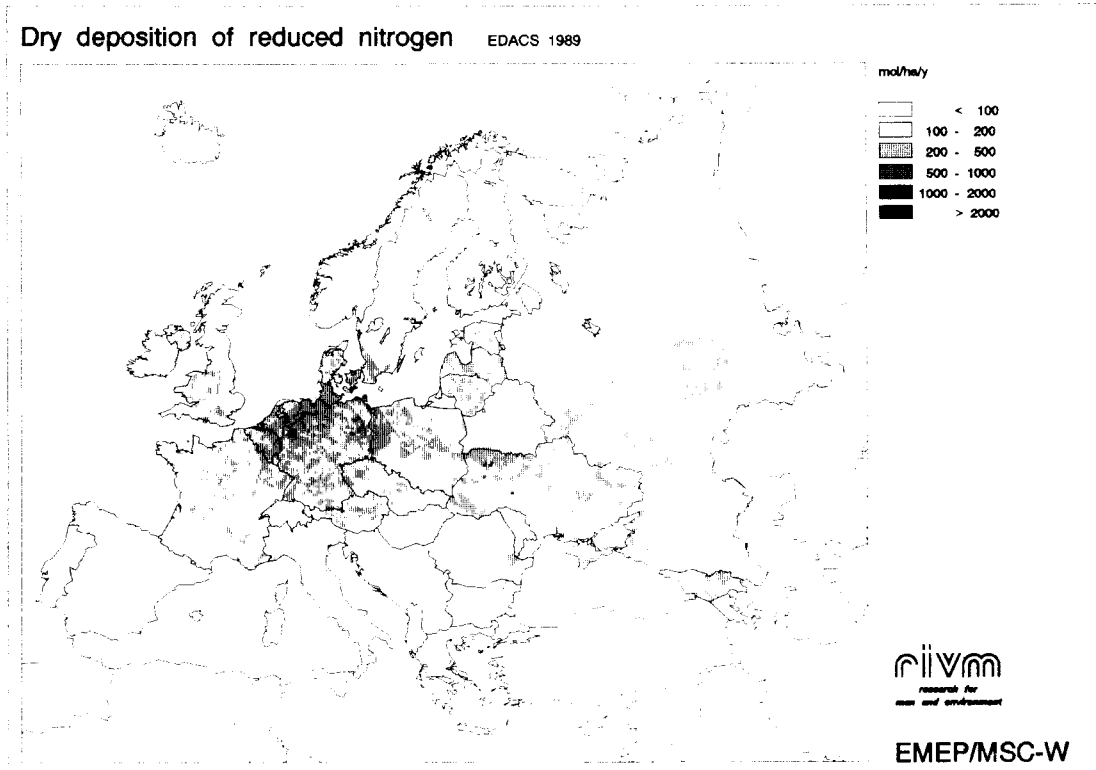 Dry deposition of reduced nitrogen EDACS 1989
mol/ha/y
< 100
100 - 200
200 - 500
500 - 1000
1000 - 2000
> 2000
rivm
research for
man and environment
EMEP/MSC-W